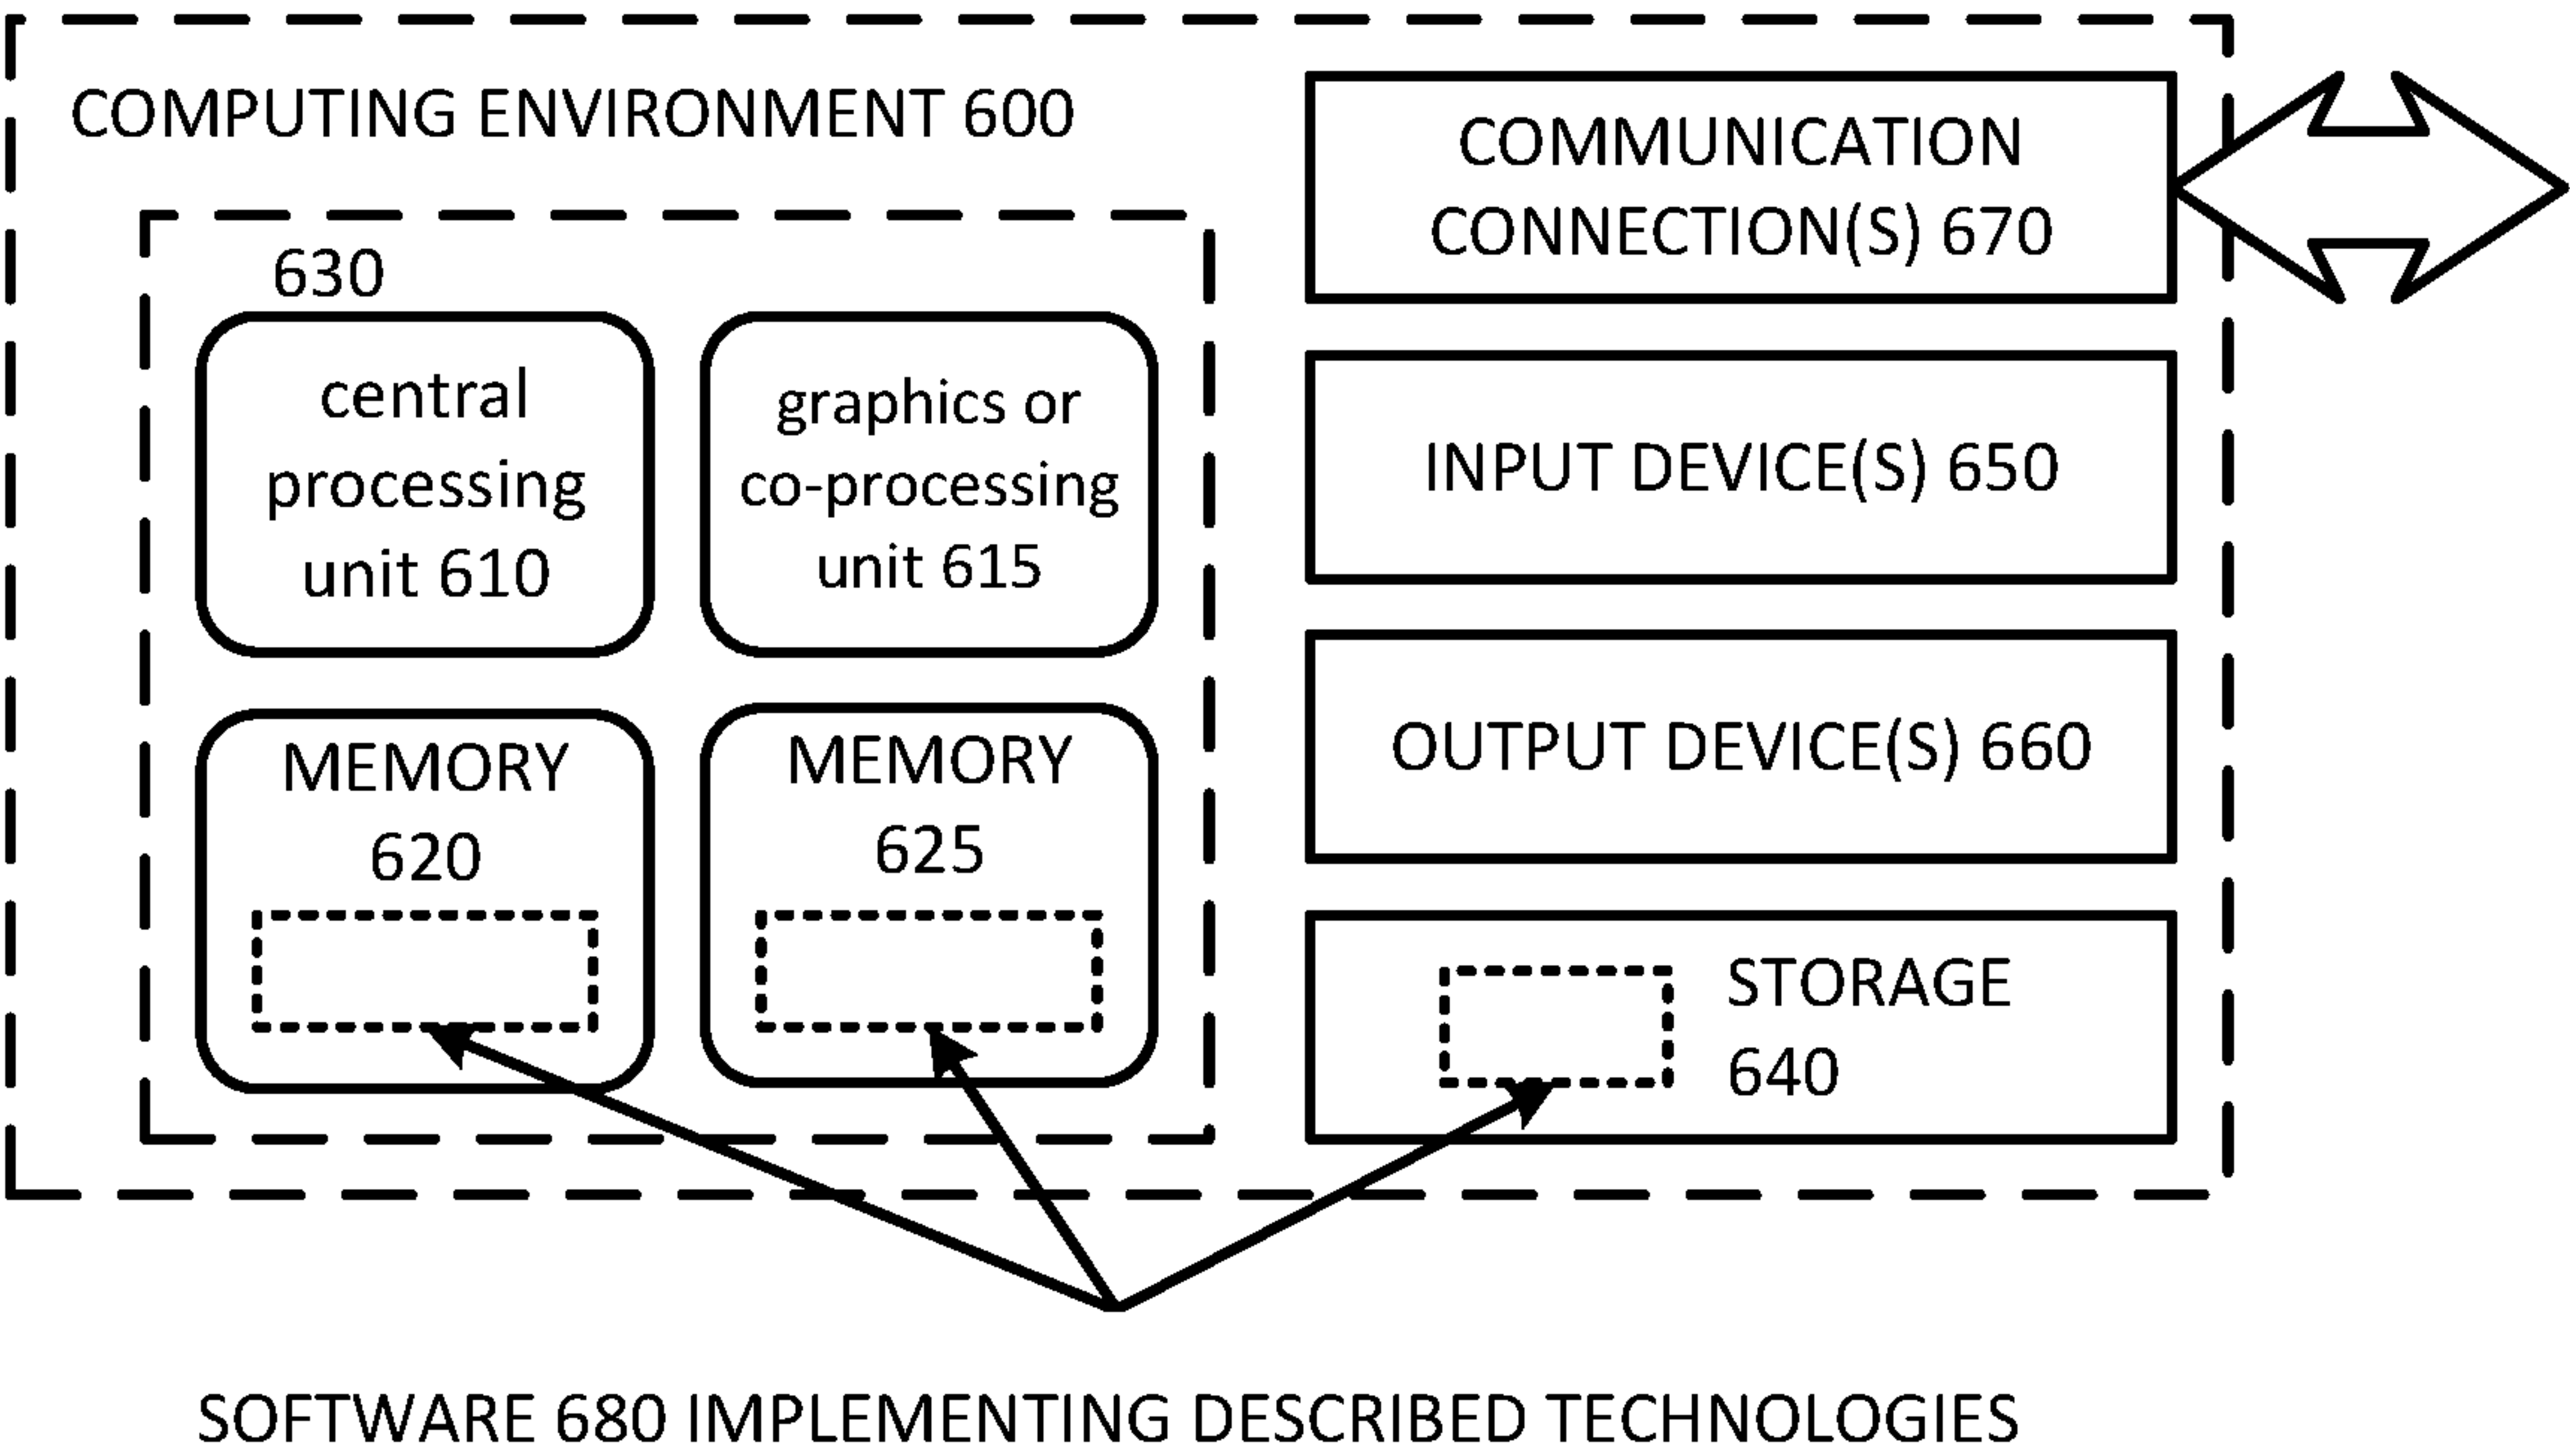 COMPUTING ENVIRONMENT 600
630
central
processing
unit 610
graphics or
co-processing
unit 615
MEMORY
620
MEMORY
625
COMMUNICATION
CONNECTION(S) 670
INPUT DEVICE(S) 650
OUTPUT DEVICE(S) 660
STORAGE
640
SOFTWARE 680 IMPLEMENTING DESCRIBED TECHNOLOGIES